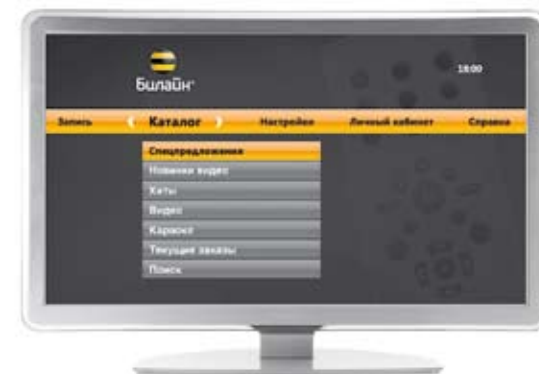 Билайн
18:00
Запись Каталог Настройки Личный кабинет Справка
Спецпредложения
Новинки видео
Хиты
Видео
Караоке
Текущие заказы
Поиск